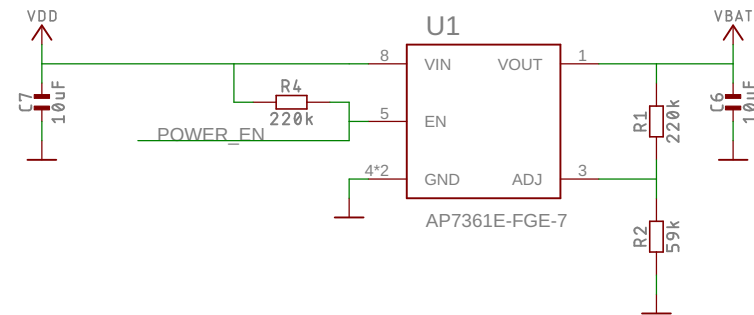 VDD
U1
VBAT
8
VIN
VOUT
1
R4
C7
10uF
220k
5
EN
C6
10uF
R1
220k
POWER_EN
4*2
GND
ADJ
3
AP7361E-FGE-7
R2
59k